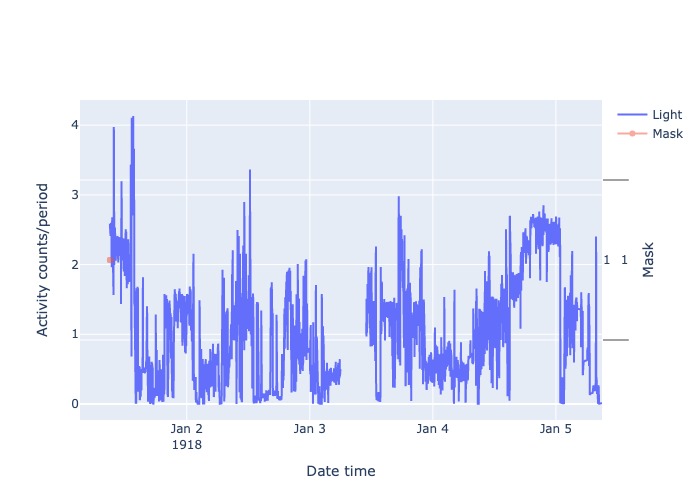 Light
Mask
4
3
2
1
0
Activity counts/period
1 1
Mask
Jan 2
1918
Jan 3
Jan 4
Jan 5
Date time